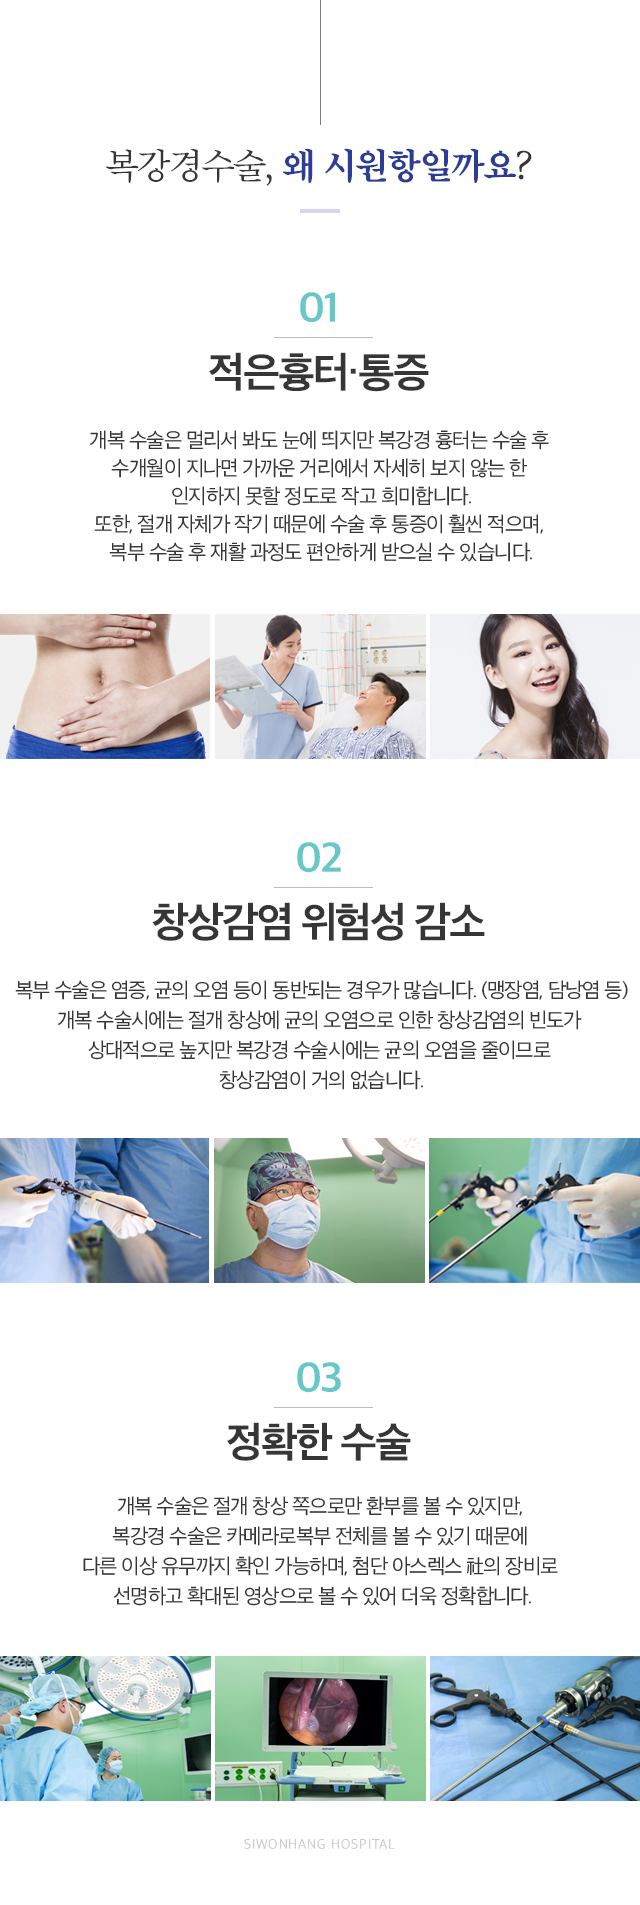 복강경수술, 왜 시원항일까요?
01
적은흉터·통증
개복 수술은 멀리서 봐도 눈에 띄지만 복강경 흉터는 수술 후
수개월이 지나면 가까운 거리에서 자세히 보지 않는 한
인지하지 못할 정도로 작고 희미합니다.
또한, 절개 자체가 작기 때문에 수술 후 통증이 훨씬 적으며,
복부 수술 후 재활 과정도 편안하게 받으실 수 있습니다.
02
창상감염 위험성 감소
복부 수술은 염증, 균의 오염 등이 동반되는 경우가 많습니다. (맹장염, 담낭염 등)
개복 수술시에는 절개 창상에 균의 오염으로 인한 창상감염의 빈도가
상대적으로 높지만 복강경 수술시에는 균의 오염을 줄이므로
창상감염이 거의 없습니다.
03
정확한 수술
개복 수술은 절개 창상 쪽으로만 환부를 볼 수 있지만,
복강경 수술은 카메라로복부 전체를 볼 수 있기 때문에
다른 이상 유무까지 확인 가능하며, 첨단 아스렉스 社의 장비로
선명하고 확대된 영상으로 볼 수 있어 더욱 정확합니다.
SIWONHANG HOSPITAL